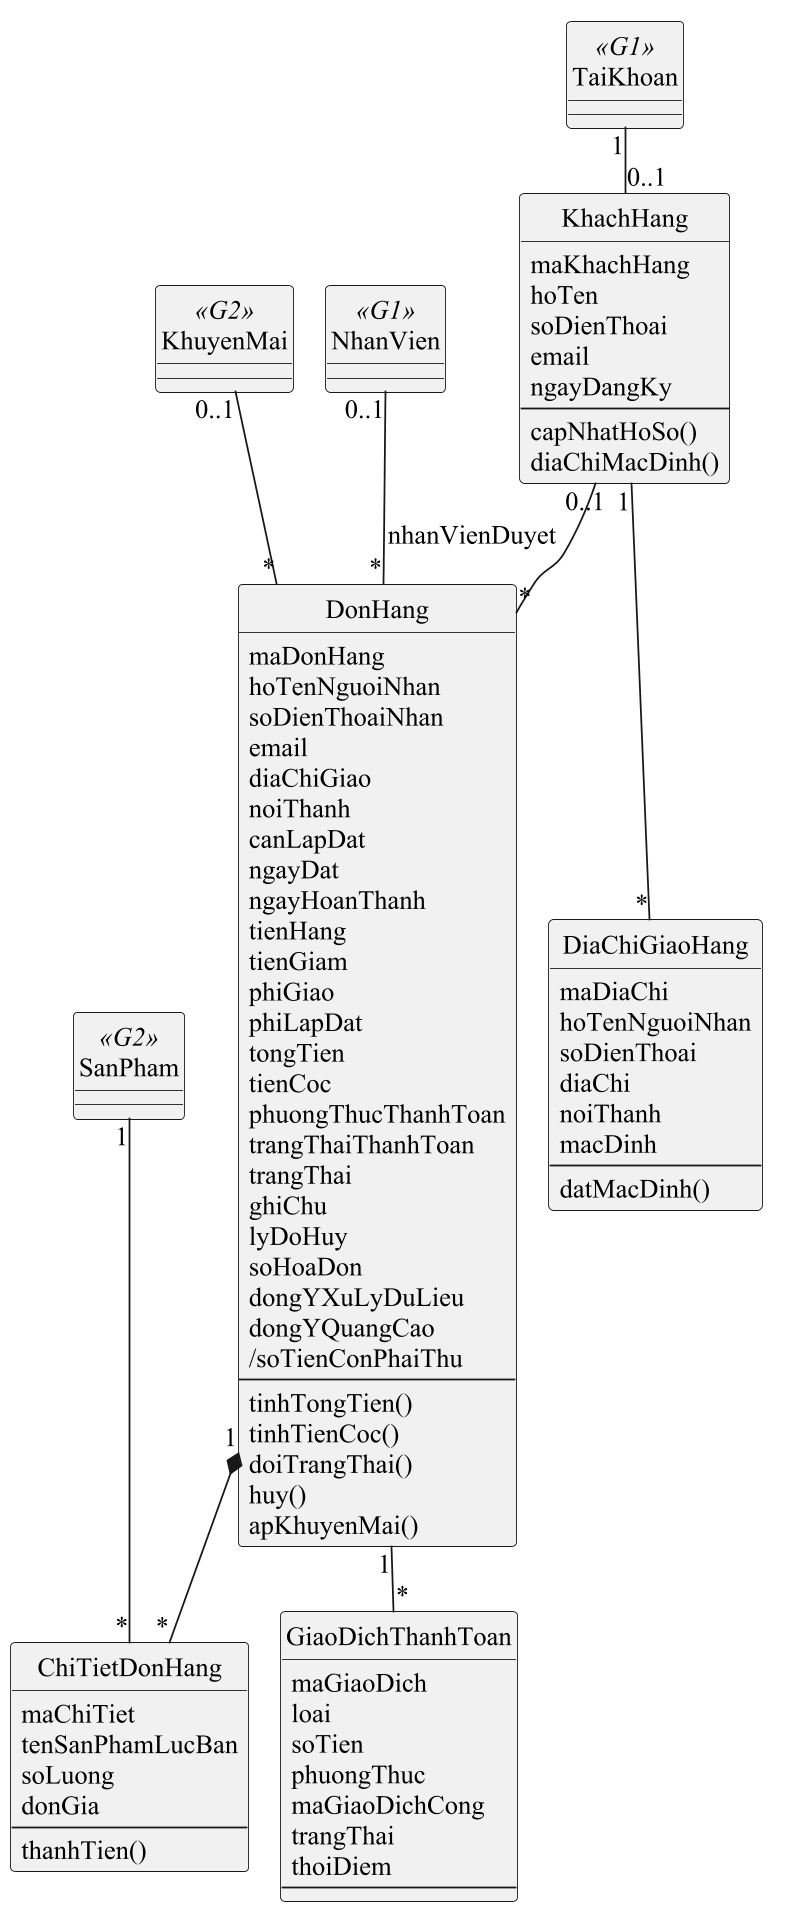 «G1»
TaiKhoan
1
0..1
KhachHang
maKhachHang
hoTen
soDienThoai
email
ngayDangKy
capNhatHoSo()
diaChiMacDinh()
«G2»
KhuyenMai
«G1»
NhanVien
0..1
0..1
0..1
1
nhanVienDuyet
*
*
*
DonHang
maDonHang
hoTenNguoiNhan
soDienThoaiNhan
email
diaChiGiao
noiThanh
canLapDat
ngayDat
ngayHoanThanh
tienHang
tienGiam
phiGiao
phiLapDat
tongTien
tienCoc
phuongThucThanhToan
trangThaiThanhToan
trangThai
ghiChu
lyDoHuy
soHoaDon
dongYXuLyDuLieu
dongYQuangCao
/soTienConPhaiThu
tinhTongTien()
tinhTienCoc()
doiTrangThai()
huy()
apKhuyenMai()
*
DiaChiGiaoHang
maDiaChi
hoTenNguoiNhan
soDienThoai
diaChi
noiThanh
macDinh
datMacDinh()
«G2»
SanPham
1
1
1
*
*
*
ChiTietDonHang
maChiTiet
tenSanPhamLucBan
soLuong
donGia
thanhTien()
GiaoDichThanhToan
maGiaoDich
loai
soTien
phuongThuc
maGiaoDichCong
trangThai
thoiDiem